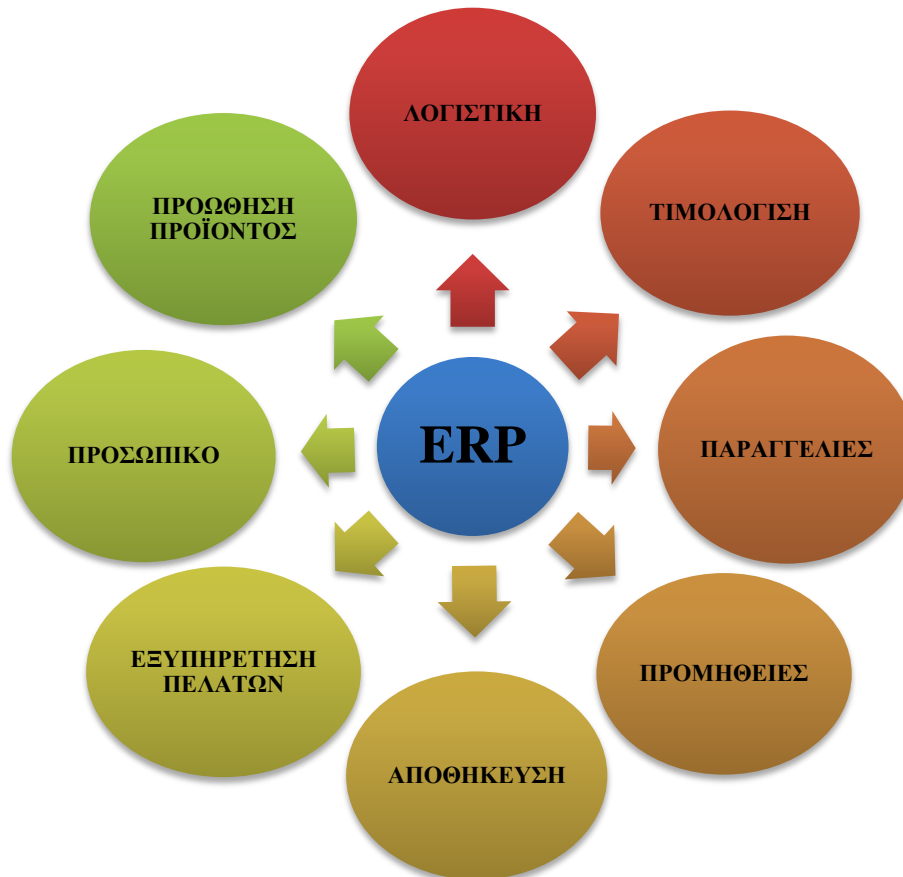 ΛΟΓΙΣΤΙΚΗ
ΤΙΜΟΛΟΓΙΣΗ
ΠΑΡΑΓΓΕΛΙΕΣ
ΠΡΟΜΗΘΕΙΕΣ
ΑΠΟΘΗΚΕΥΣΗ
ΕΞΥΠΗΡΕΤΗΣΗ
ΠΕΛΑΤΩΝ
ΠΡΟΣΩΠΙΚΟ
ΠΡΟΩΘΗΣΗ
ΠΡΟΪΟΝΤΟΣ
ERP